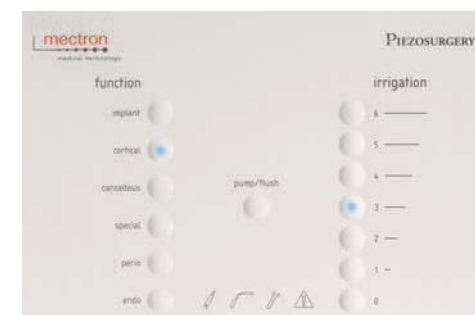 mectron
medical technology
PIEZOSURGERY
function
irrigation
implant
cortical
cancellous
special
perio
endo
pump/flush
6
5
4
3
2
1
0